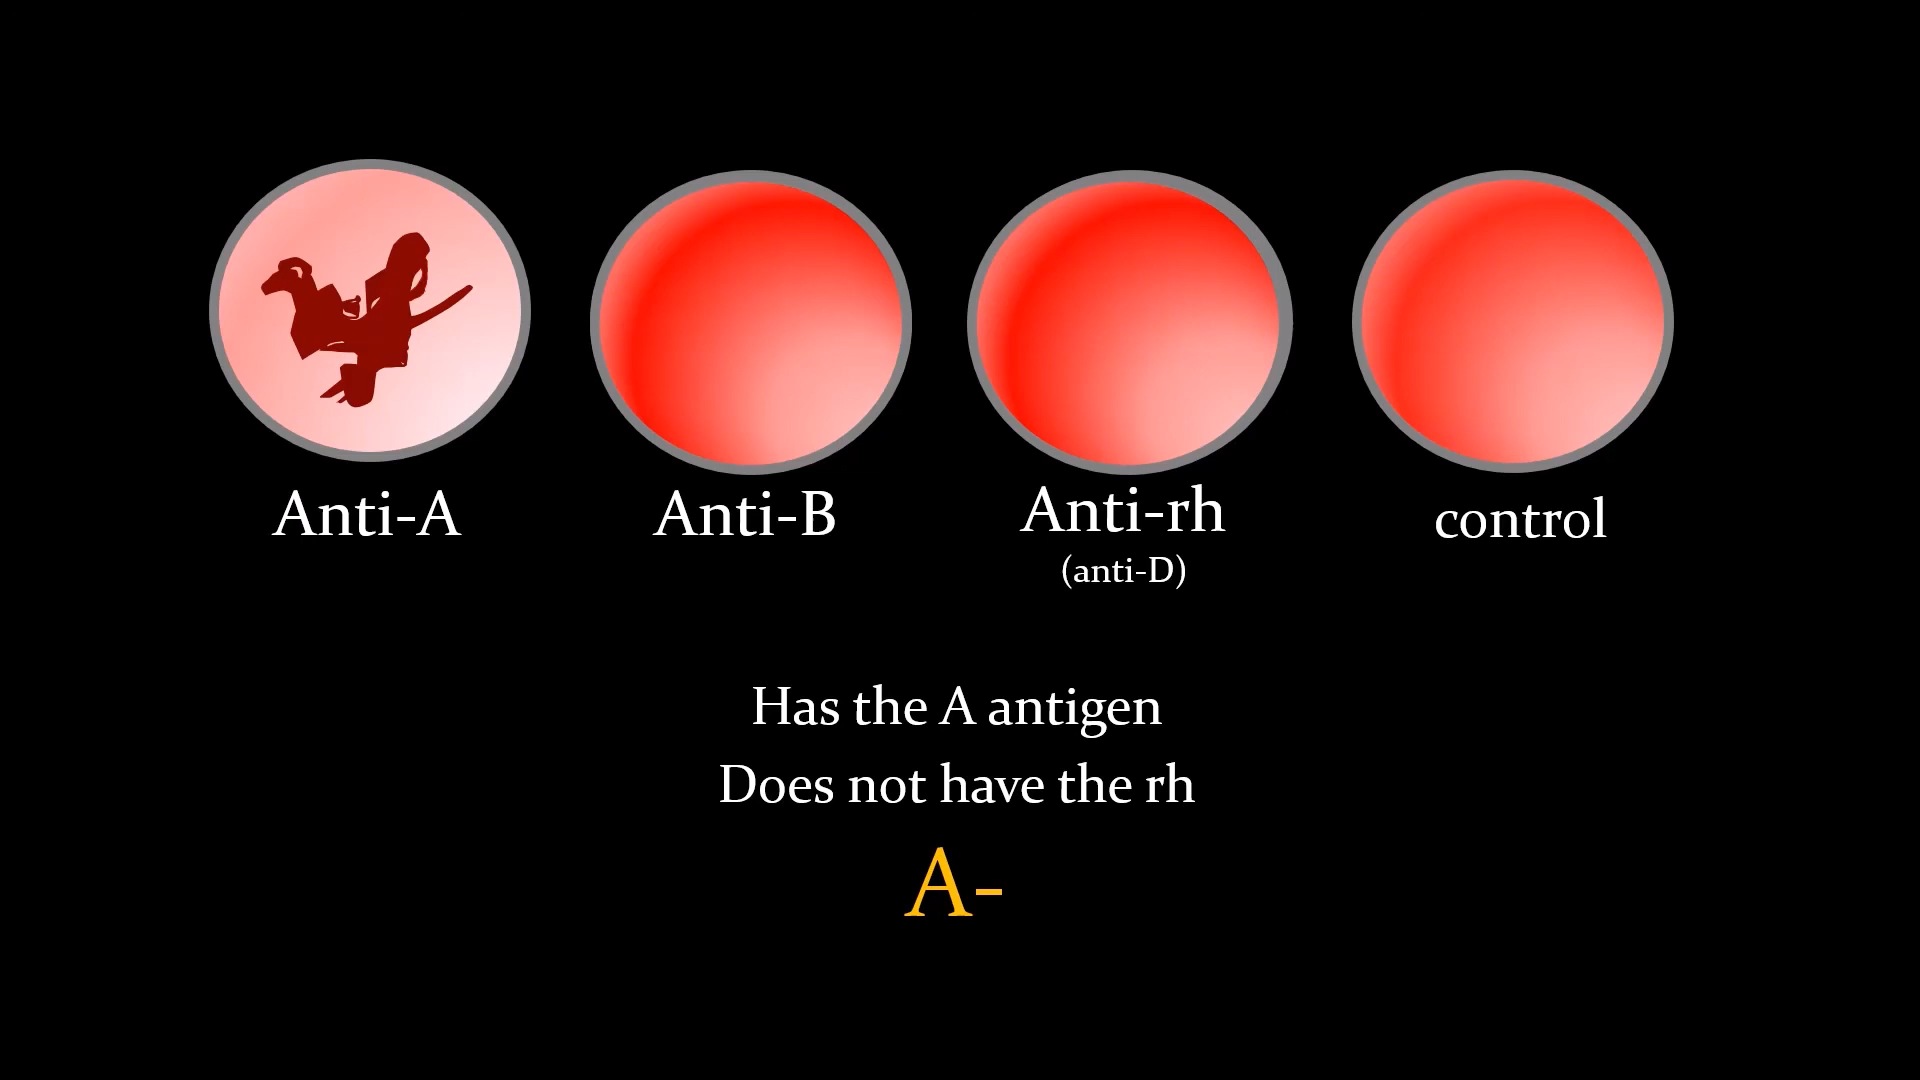 Anti-A
Anti-B
Anti-rh
(anti-D)
control
Has the A antigen
Does not have the rh
A-